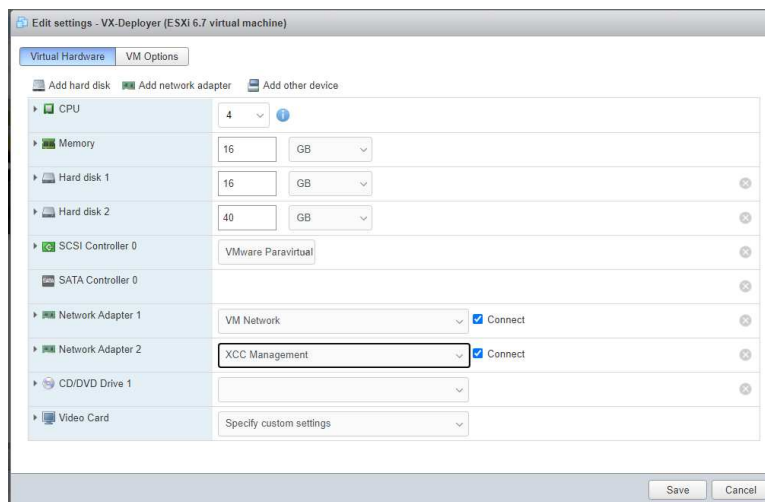 Edit settings - VX-Deployer (ESXi 6.7 virtual machine)
Virtual Hardware VM Options
Add hard disk Add network adapter Add other device
CPU 4
Memory 16 GB
Hard disk 1 16 GB
Hard disk 2 40 GB
SCSI Controller 0 VMware Paravirtual
SATA Controller 0
Network Adapter 1 VM Network Connect
Network Adapter 2 XCC Management Connect
CD/DVD Drive 1
Video Card Specify custom settings
Save Cancel